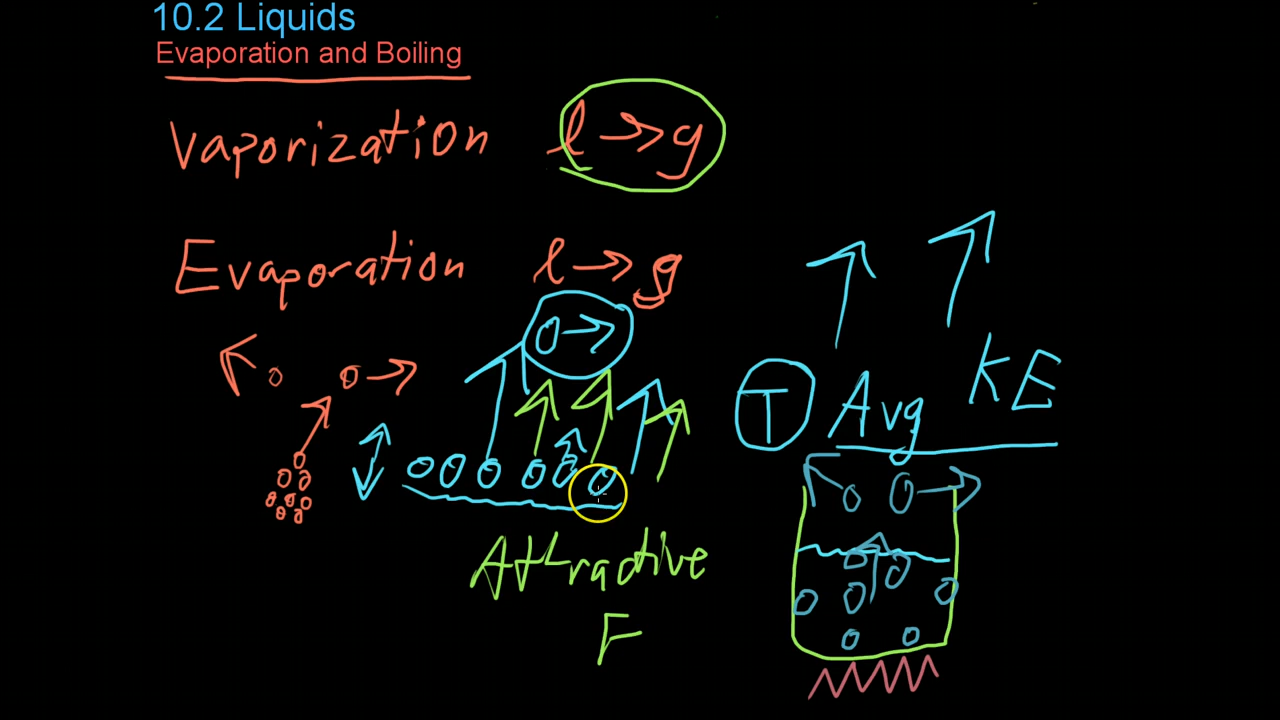 10.2 Liquids
Evaporation and Boiling
Vaporization l → g
Evaporation l → g
T Avg KE
Attractive
F